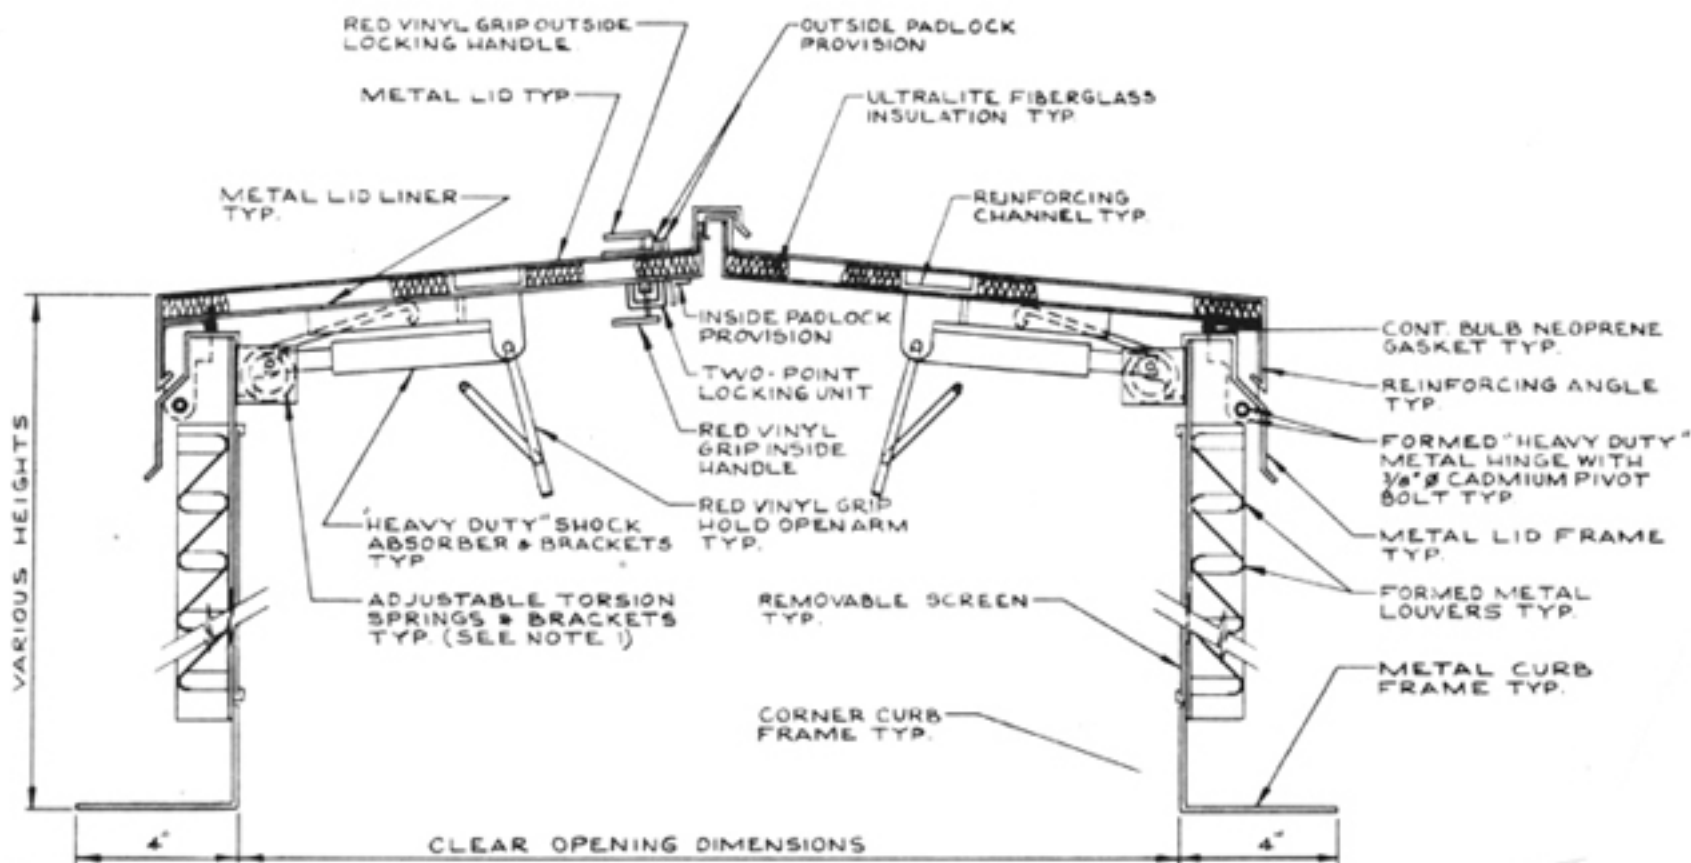 RED VINYL GRIP OUTSIDE
LOCKING HANDLE
OUTSIDE PADLOCK
PROVISION
METAL LID TYP
ULTRALITE FIBERGLASS
INSULATION TYP.
METAL LID LINER
TYP.
REINFORCING
CHANNEL TYP.
INSIDE PADLOCK
PROVISION
CONT. BULB NEOPRENE
GASKET TYP.
TWO-POINT
LOCKING UNIT
REINFORCING ANGLE
TYP.
RED VINYL
GRIP INSIDE
HANDLE
FORMED "HEAVY DUTY"
METAL HINGE WITH
3/8" Ø CADMIUM PIVOT
BOLT TYP.
RED VINYL GRIP
HOLD OPEN ARM
TYP.
"HEAVY DUTY" SHOCK
ABSORBER & BRACKETS
TYP
METAL LID FRAME
TYP.
ADJUSTABLE TORSION
SPRINGS & BRACKETS
TYP. (SEE NOTE 1)
REMOVABLE SCREEN
TYP.
FORMED METAL
LOUVERS TYP.
METAL CURB
FRAME TYP.
CORNER CURB
FRAME TYP.
VARIOUS HEIGHTS
4"
CLEAR OPENING DIMENSIONS
4"